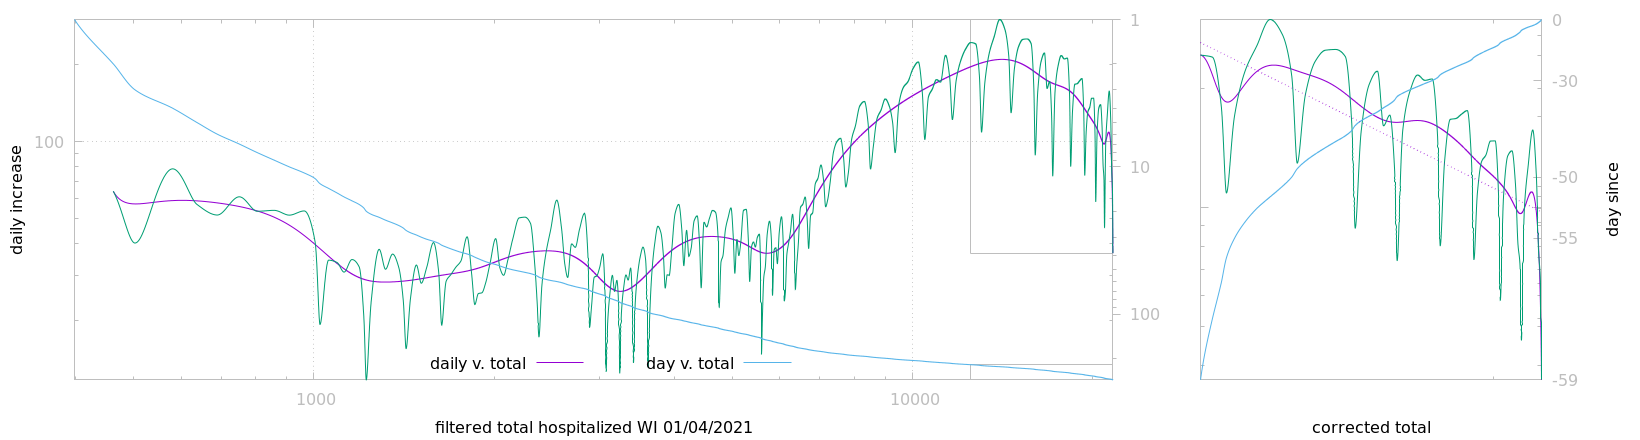 daily increase
100
1000
10000
filtered total hospitalized WI 01/04/2021
daily v. total
day v. total
1
10
100
corrected total
0
-30
-50
-55
-59
day since